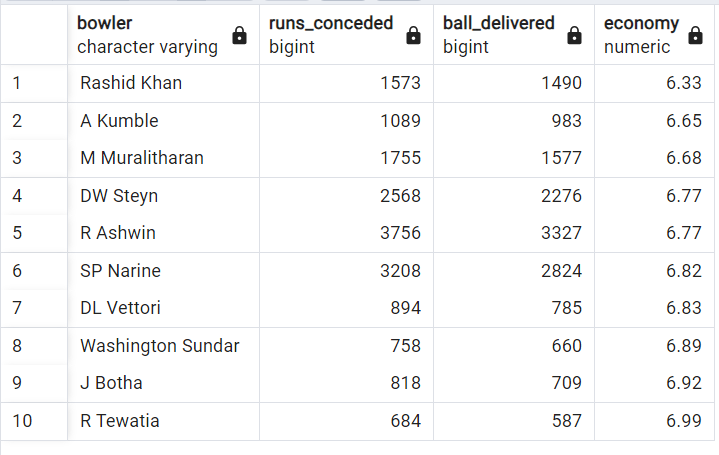 bowler runs_conceded ball_delivered economy
character varying bigint bigint numeric
1 Rashid Khan 1573 1490 6.33
2 A Kumble 1089 983 6.65
3 M Muralitharan 1755 1577 6.68
4 DW Steyn 2568 2276 6.77
5 R Ashwin 3756 3327 6.77
6 SP Narine 3208 2824 6.82
7 DL Vettori 894 785 6.83
8 Washington Sundar 758 660 6.89
9 J Botha 818 709 6.92
10 R Tewatia 684 587 6.99